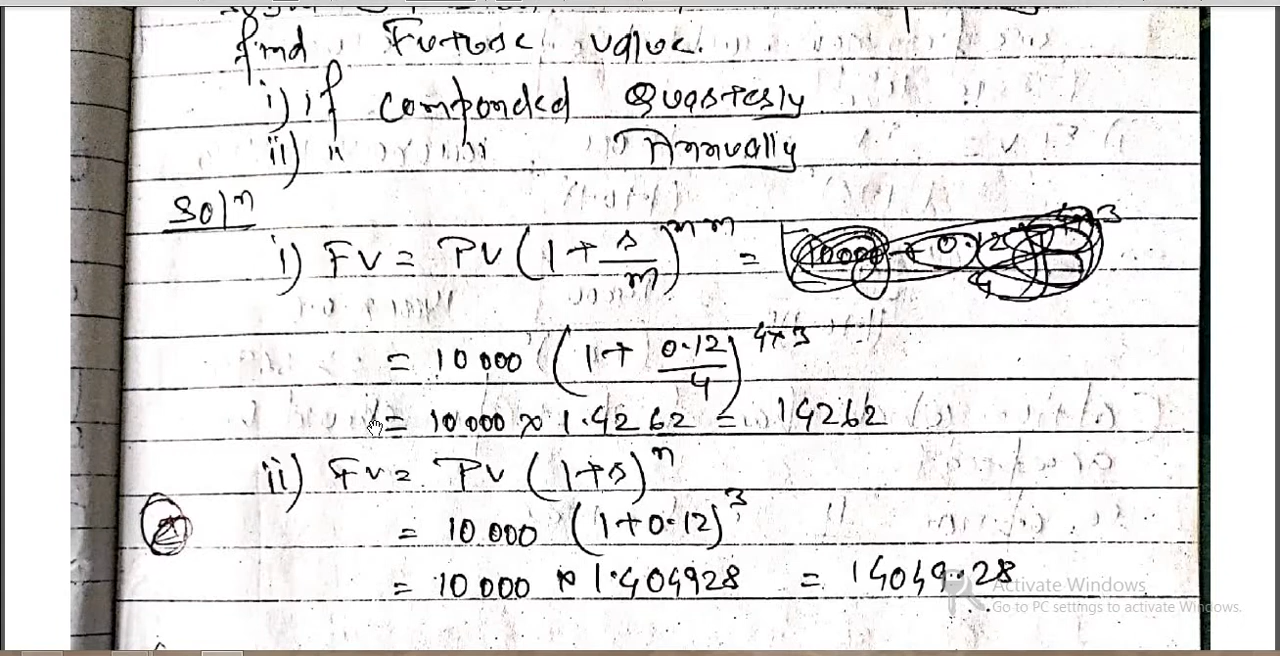 find Future value.
i) if componded Quarterly
ii) " Annually
Solⁿ
i) FV = PV (1 + r/m)^(m n) =
= 10 000 (1 + 0.12/4)^(4×3)
= 10 000 × 1.4262 = 14262
ii) FV = PV (1+r)^n
= 10 000 (1+0.12)^3
= 10 000 × 1.404928 = 14049.28
Activate Windows
Go to PC settings to activate Windows.